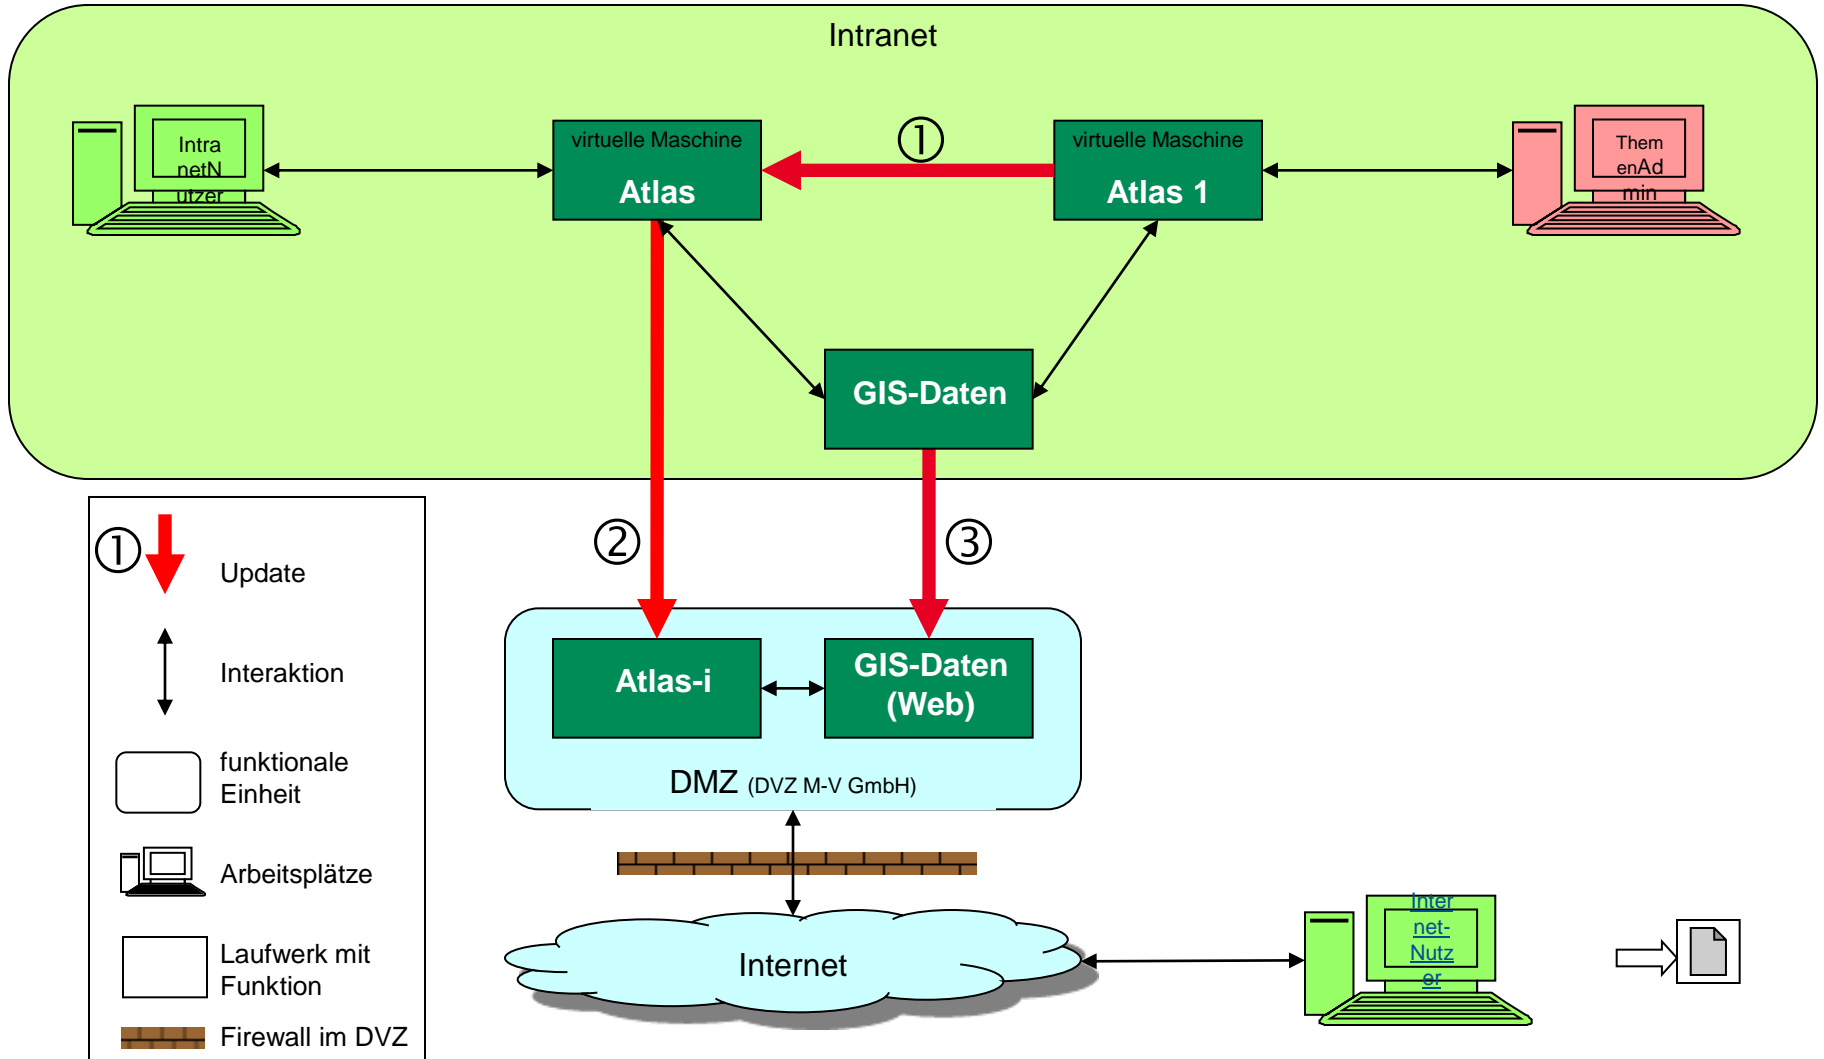 Intranet
Intra
netN
utzer
virtuelle Maschine
Atlas
①
virtuelle Maschine
Atlas 1
Them
enAd
min
GIS-Daten
②
③
①
Update
Interaktion
funktionale
Einheit
Arbeitsplätze
Laufwerk mit
Funktion
Firewall im DVZ
Atlas-i
GIS-Daten
(Web)
DMZ (DVZ M-V GmbH)
Internet
Inter
net-
Nutz
er